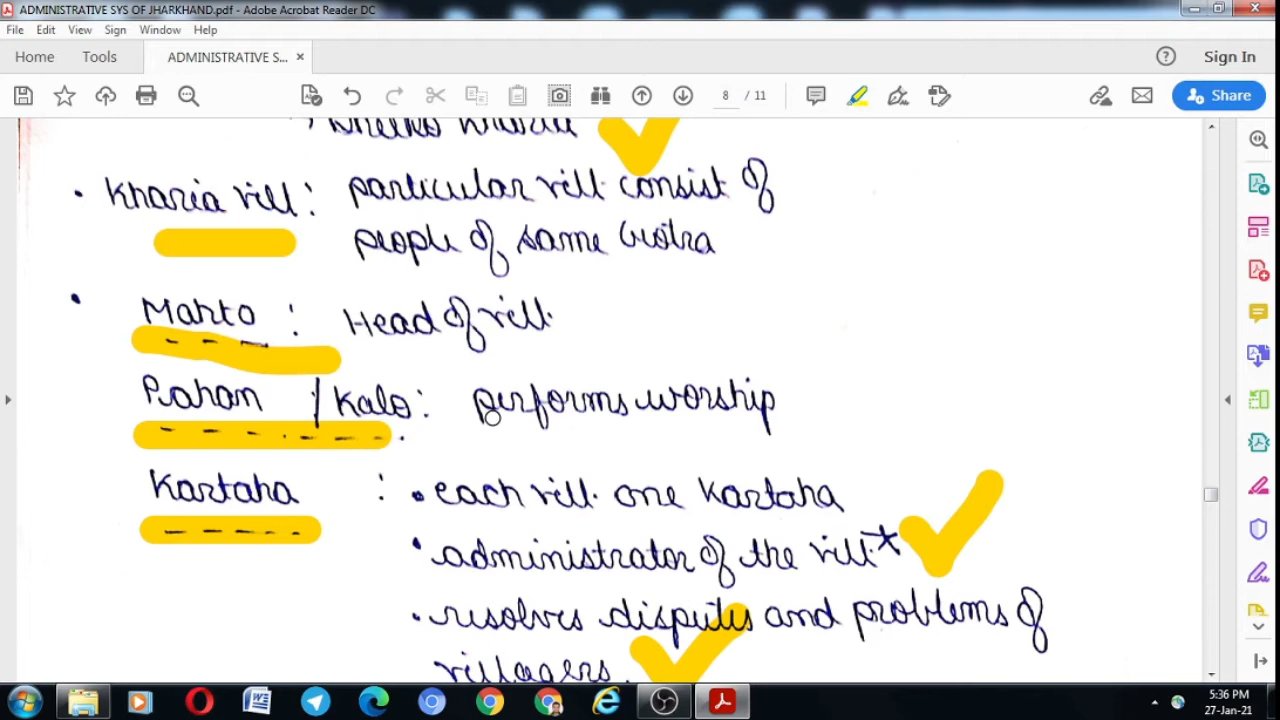 ADMINISTRATIVE SYS OF JHARKHAND.pdf - Adobe Acrobat Reader DC
File Edit View Sign Window Help
Home Tools ADMINISTRATIVE S... × Sign In
8 / 11 Share
• Kharia vill: particular vill consist of
people of same Gotra
• Mahto : Head of vill.
Pahan / Kalo: performs worship
Kartaha : • each vill. one Kartaha
• administrator of the vill.*
• resolves disputes and problems of
villagers.
5:36 PM
27-Jan-21